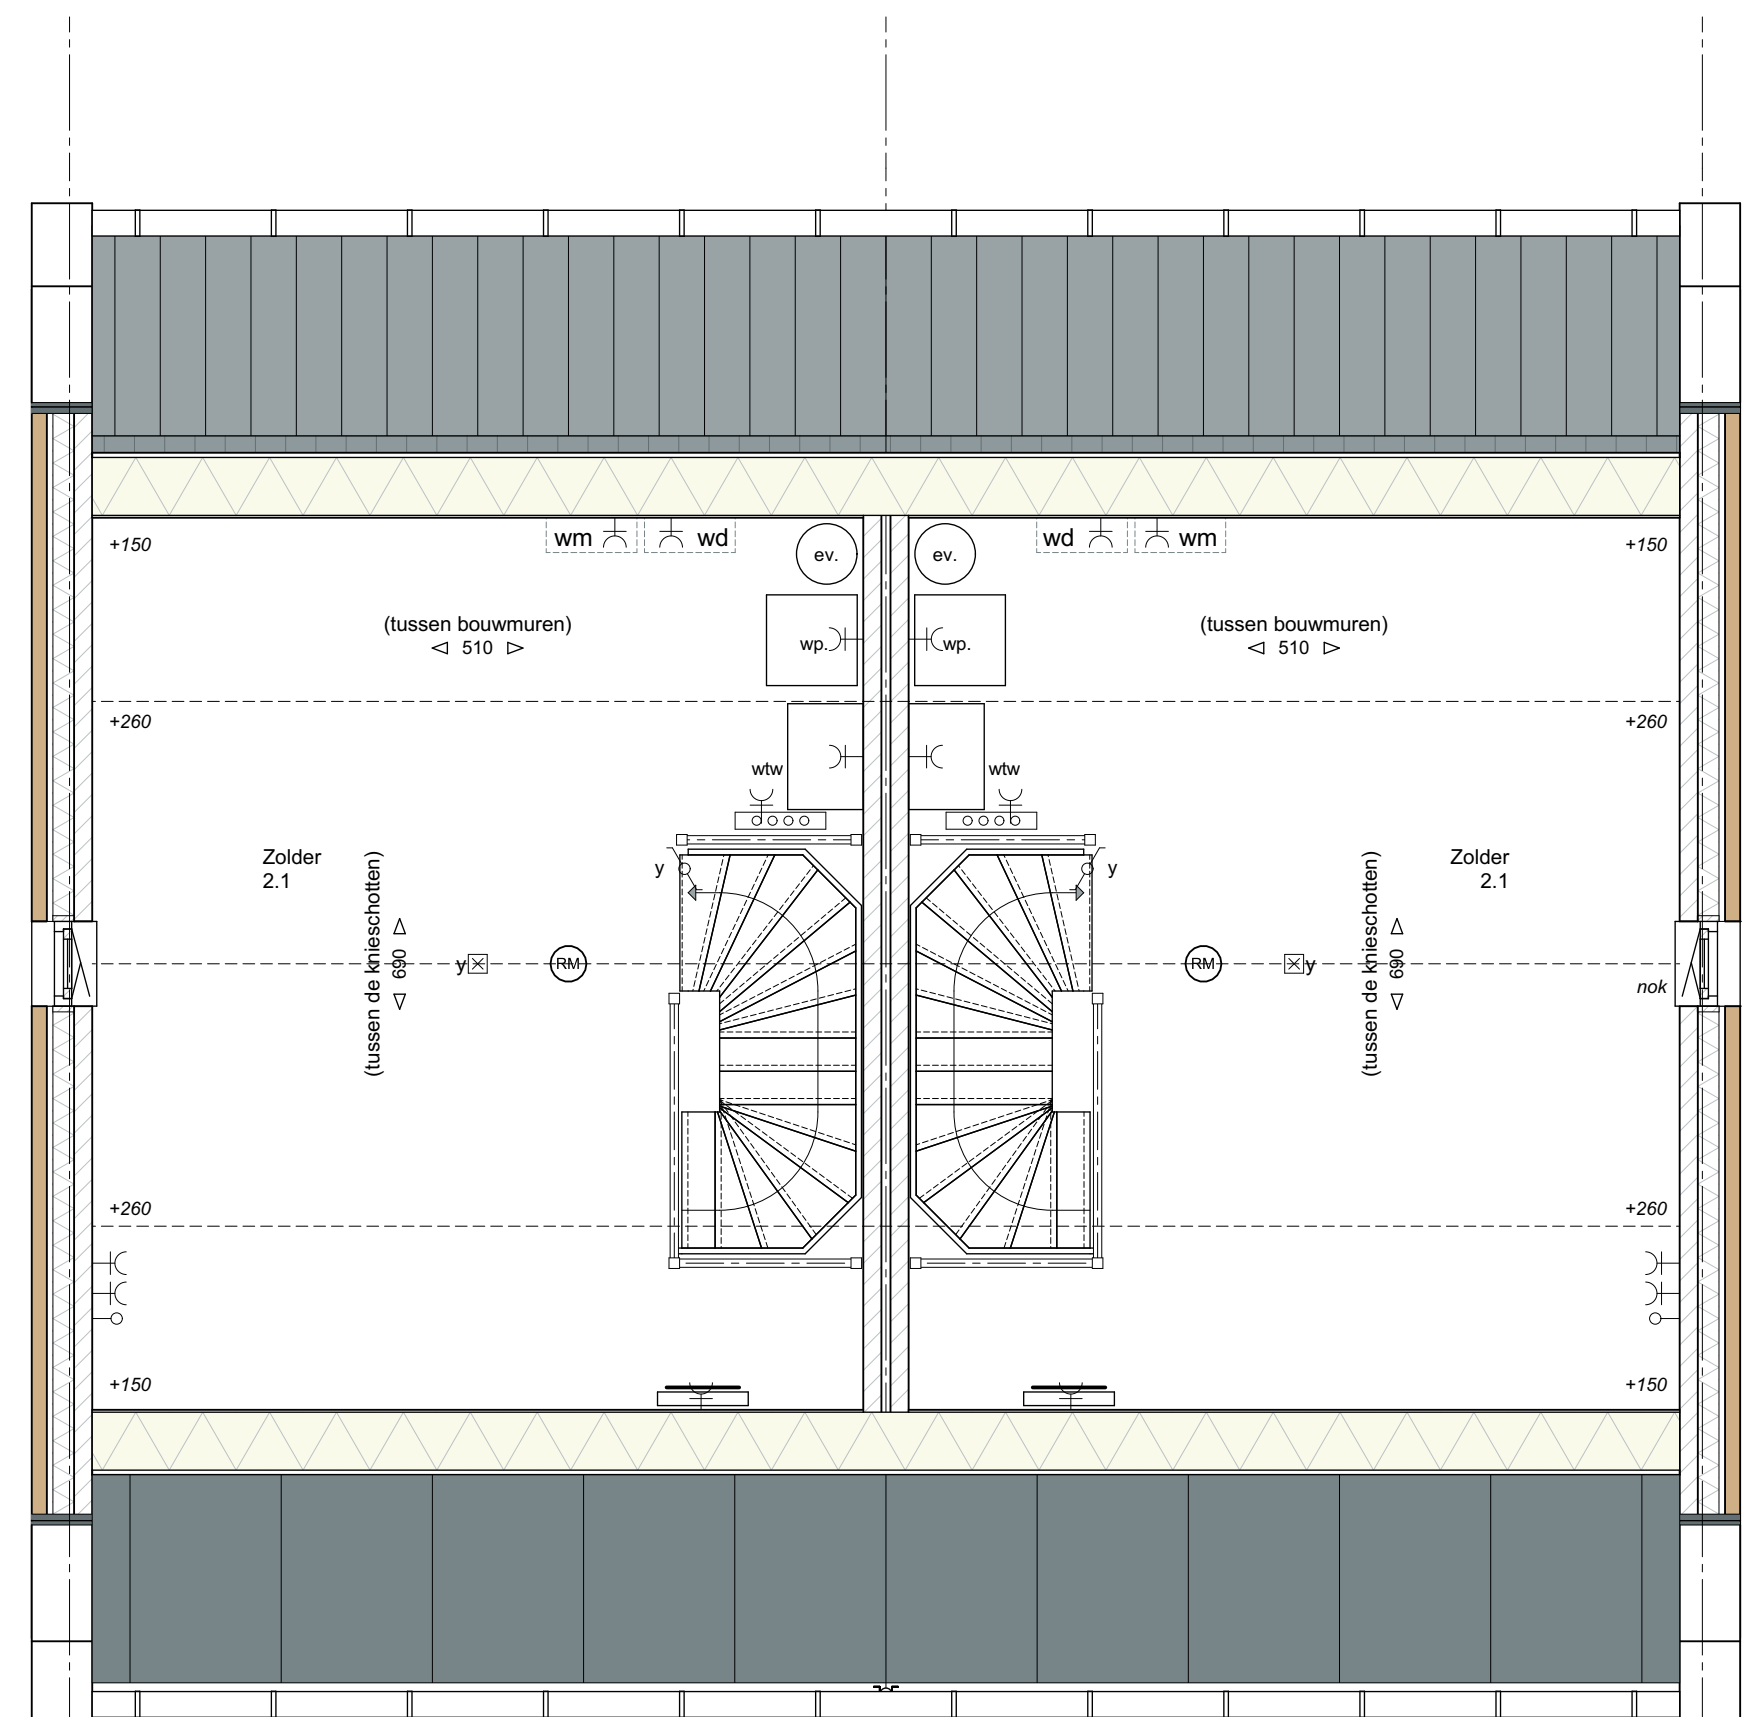 wm
wd
ev.
ev.
wd
wm
+150
+150
(tussen bouwmuren)
510
wp.
wp.
(tussen bouwmuren)
510
+260
+260
wtw
wtw
Zolder
2.1
(tussen de knieschotten)
690
y
y
Zolder
2.1
(tussen de knieschotten)
690
y
RM
RM
y
nok
+260
+260
+150
+150